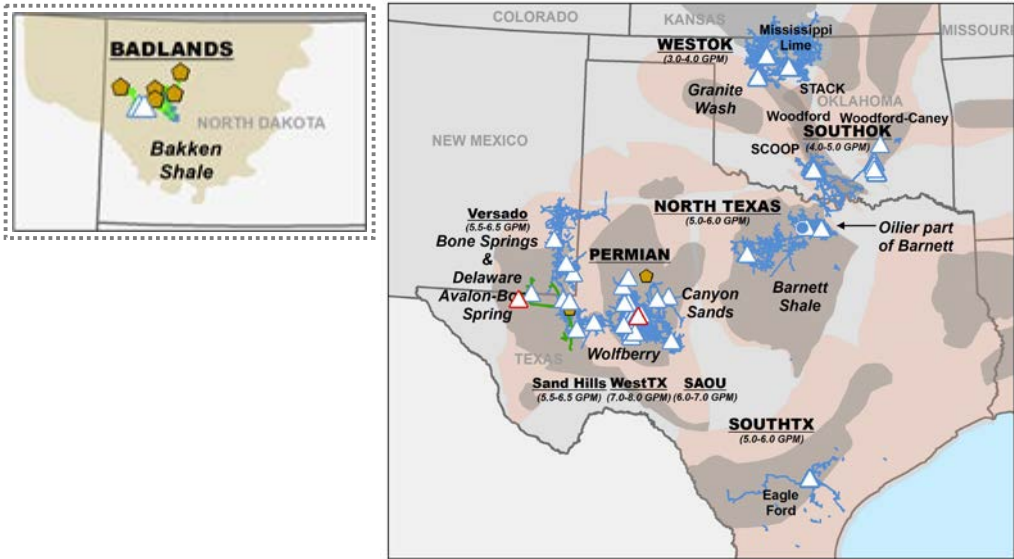 BADLANDS
NORTH DAKOTA
Bakken
Shale
COLORADO
KANSAS
MISSOURI
WESTOK
(3.0-4.0 GPM)
Mississippi
Lime
Granite
Wash
STACK
OKLAHOMA
Woodford
Woodford-Caney
SOUTHOK
(4.0-5.0 GPM)
SCOOP
NEW MEXICO
Versado
(5.5-6.5 GPM)
Bone Springs
&
Delaware
Avalon-Bo
Spring
NORTH TEXAS
(5.0-6.0 GPM)
Oilier part
of Barnett
PERMIAN
Canyon
Sands
Barnett
Shale
Wolfberry
TEXAS
Sand Hills WestTX SAOU
(5.5-6.5 GPM) (7.0-8.0 GPM) (6.0-7.0 GPM)
SOUTHTX
(5.0-6.0 GPM)
Eagle
Ford